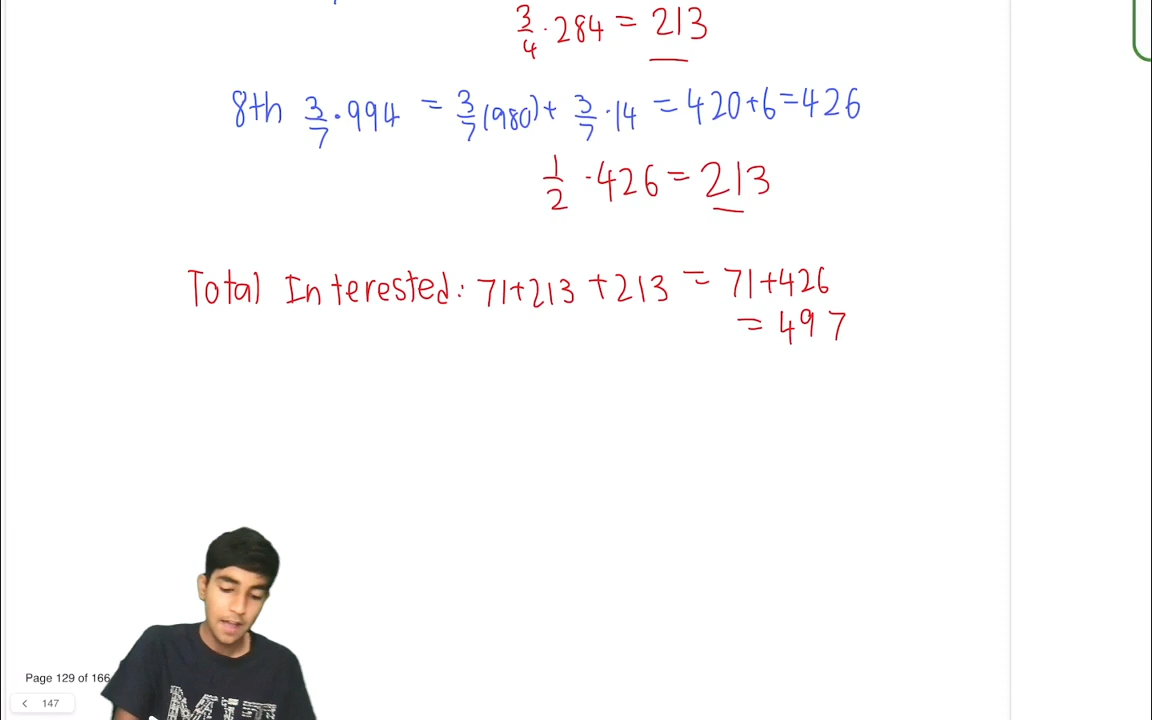 3/4 · 284 = 213
8th 3/7 · 994 = 3/7 (980) + 3/7 · 14 = 420+6=426
1/2 · 426 = 213
Total Interested: 71+213 +213 = 71+426
= 497
MIT
Page 129 of 166
< 147